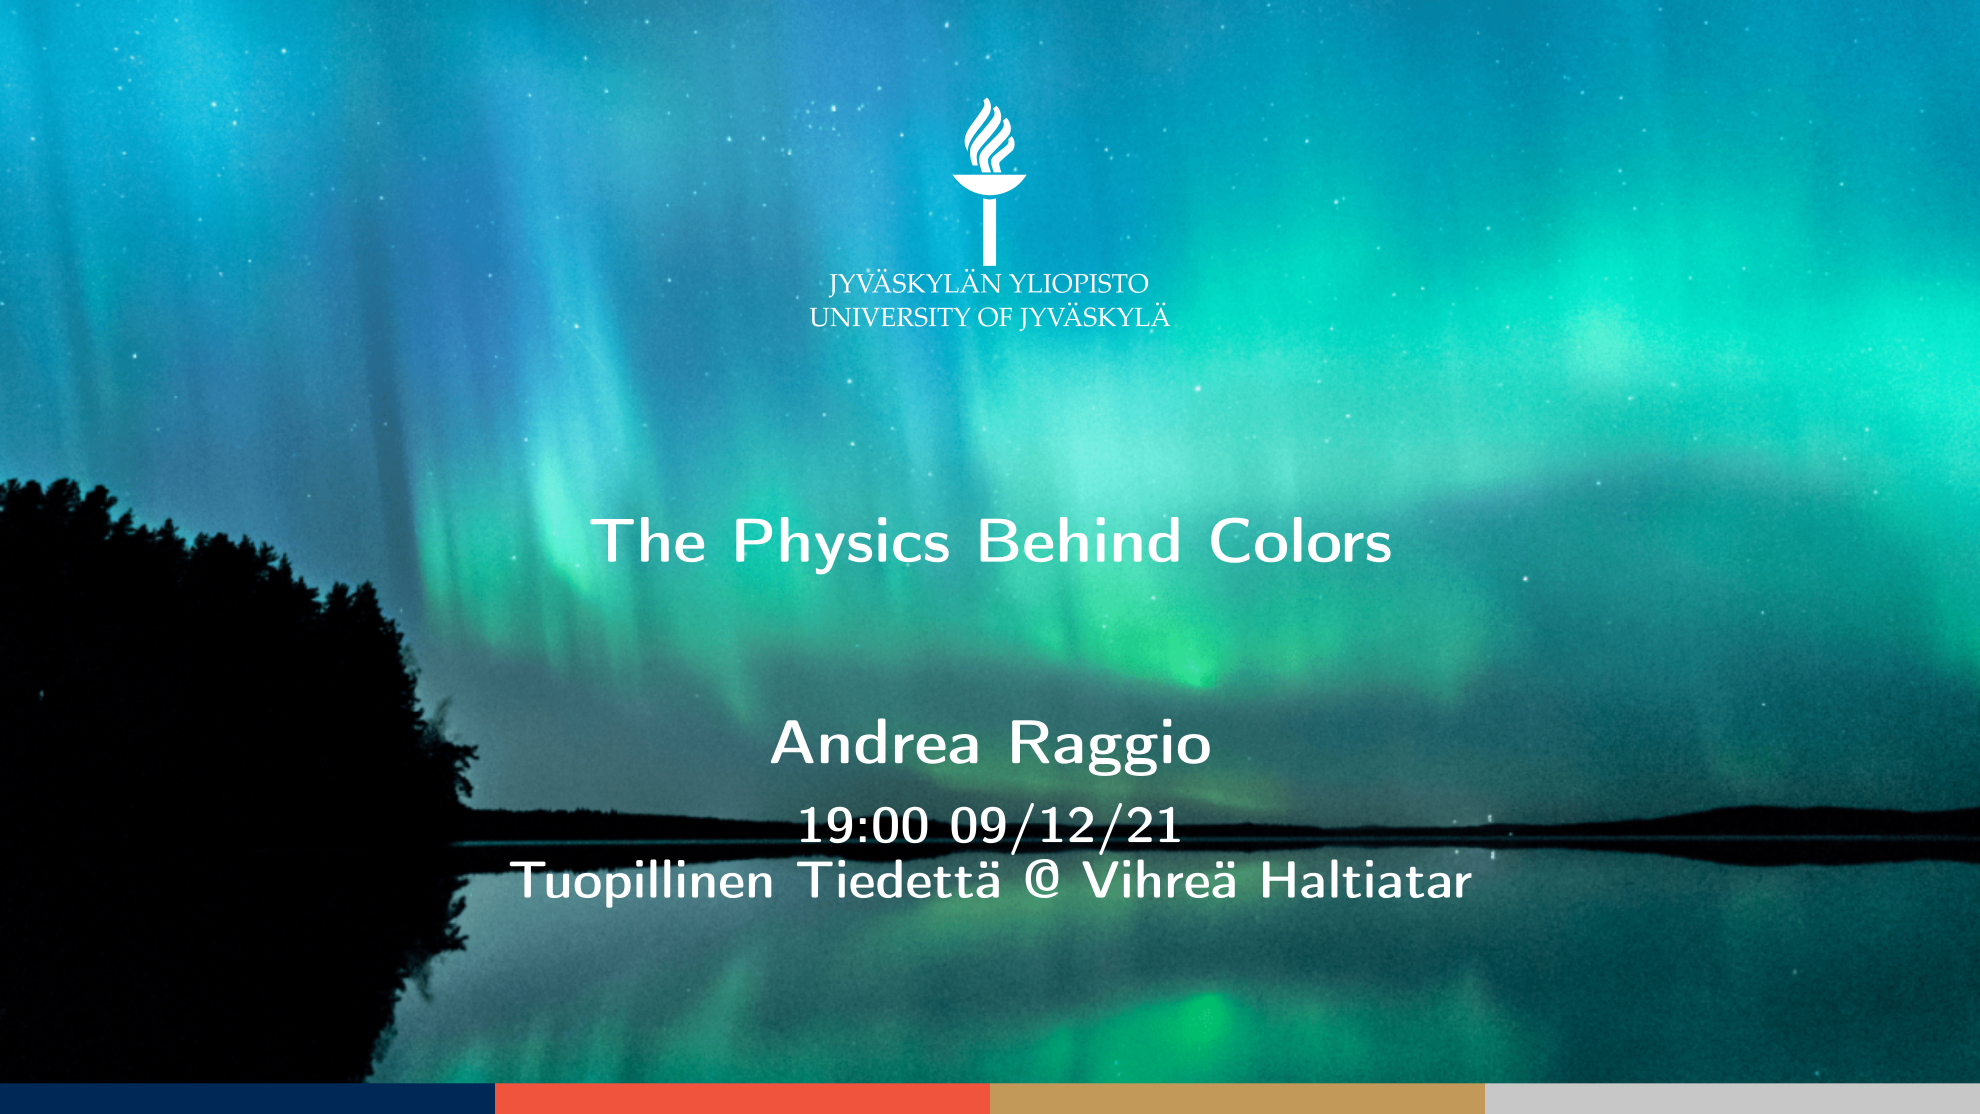 JYVÄSKYLÄN YLIOPISTO
UNIVERSITY OF JYVÄSKYLÄ
The Physics Behind Colors
Andrea Raggio
19:00 09/12/21
Tuopillinen Tiedettä @ Vihreä Haltiatar